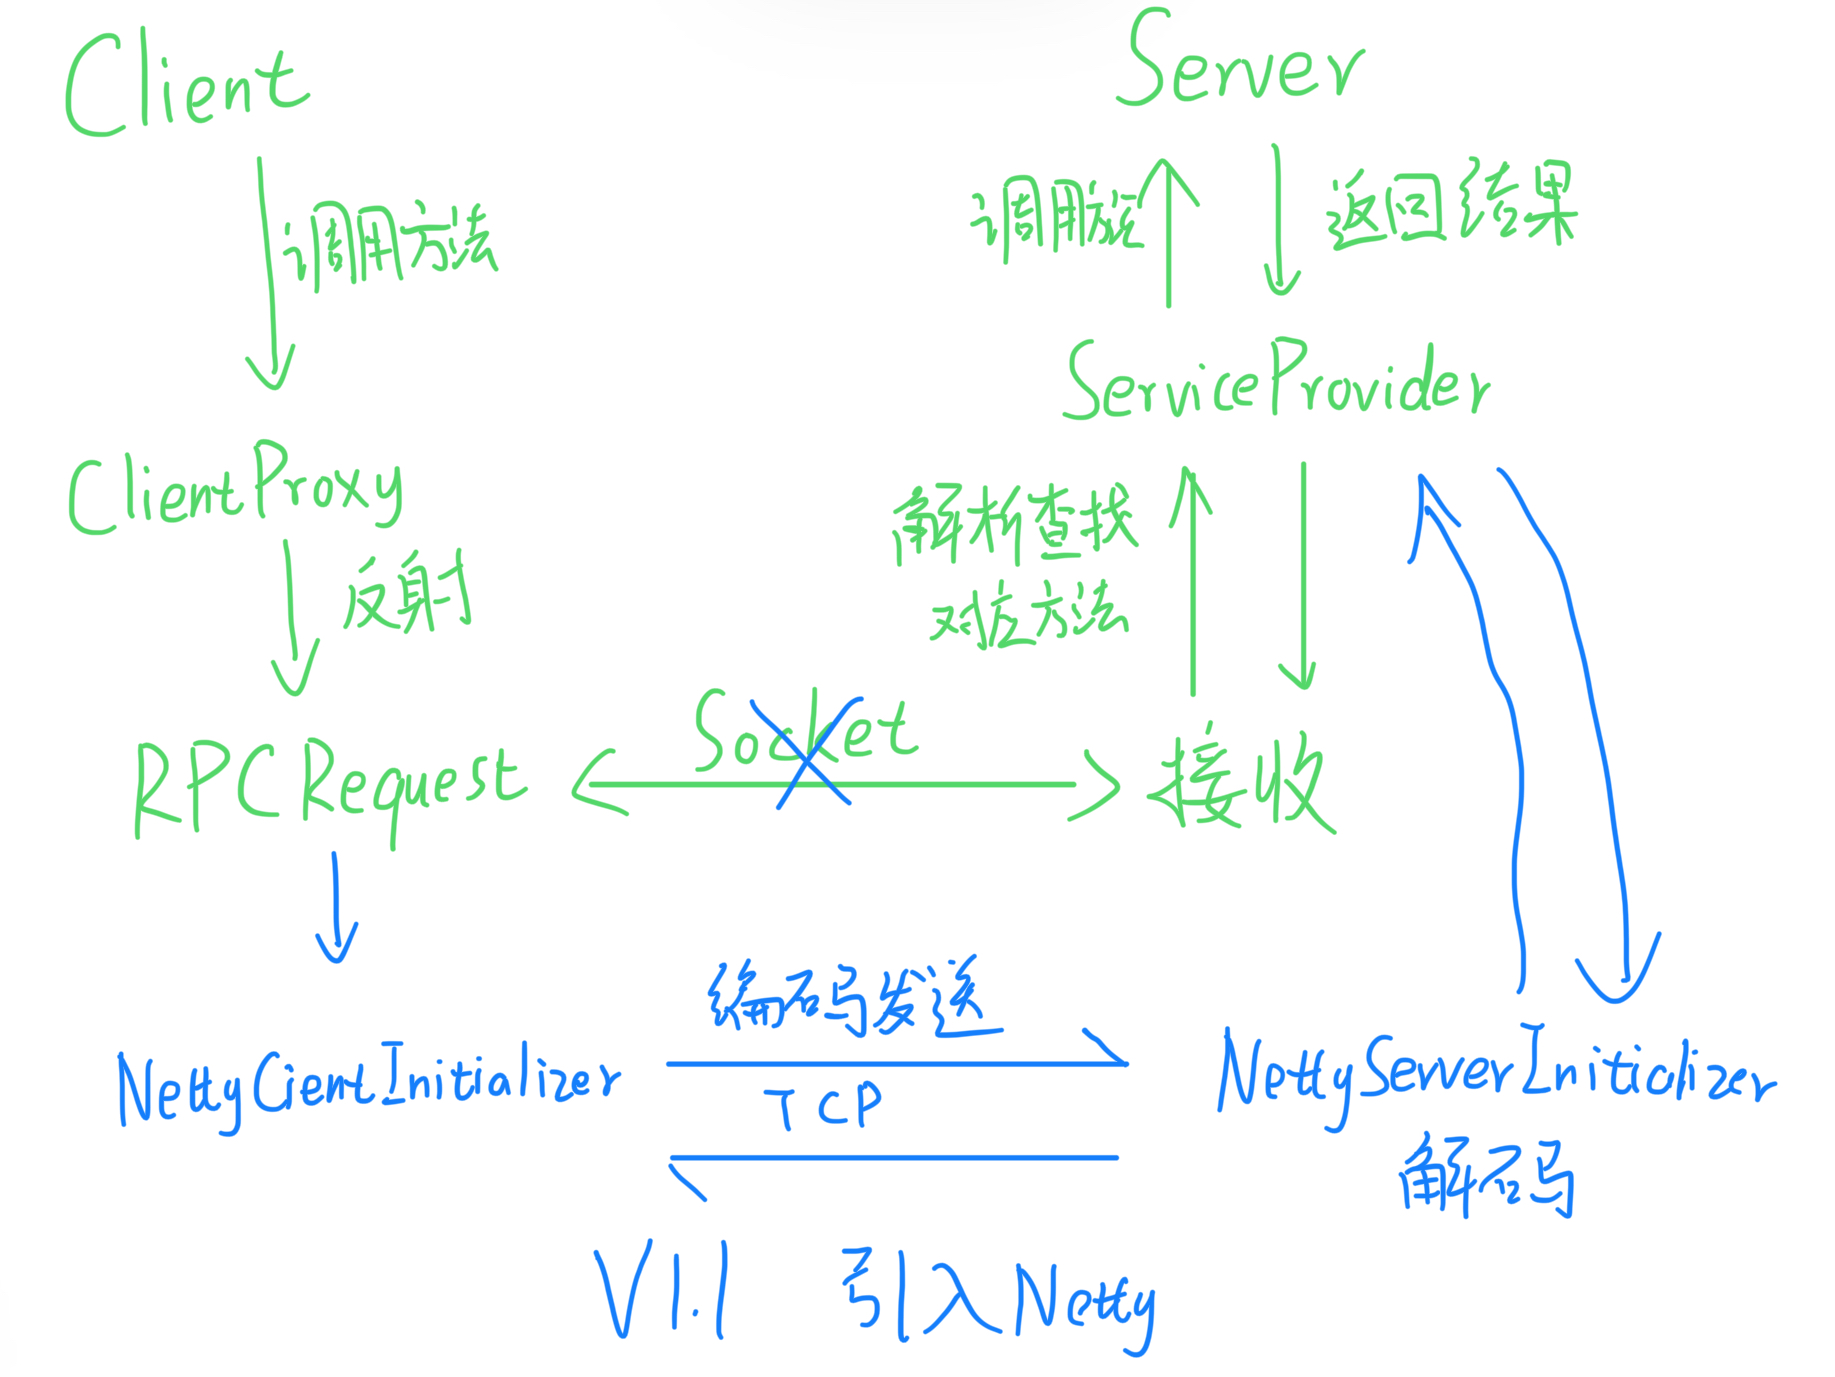 Client
Server
调用方法
调用方法
返回结果
ServiceProvider
ClientProxy
解析查找
对应方法
反射
Socket
RPCRequest
接收
编码发送
NettyCientInitializer
TCP
NettyServerInitializer
解码
V1.1 引入Netty